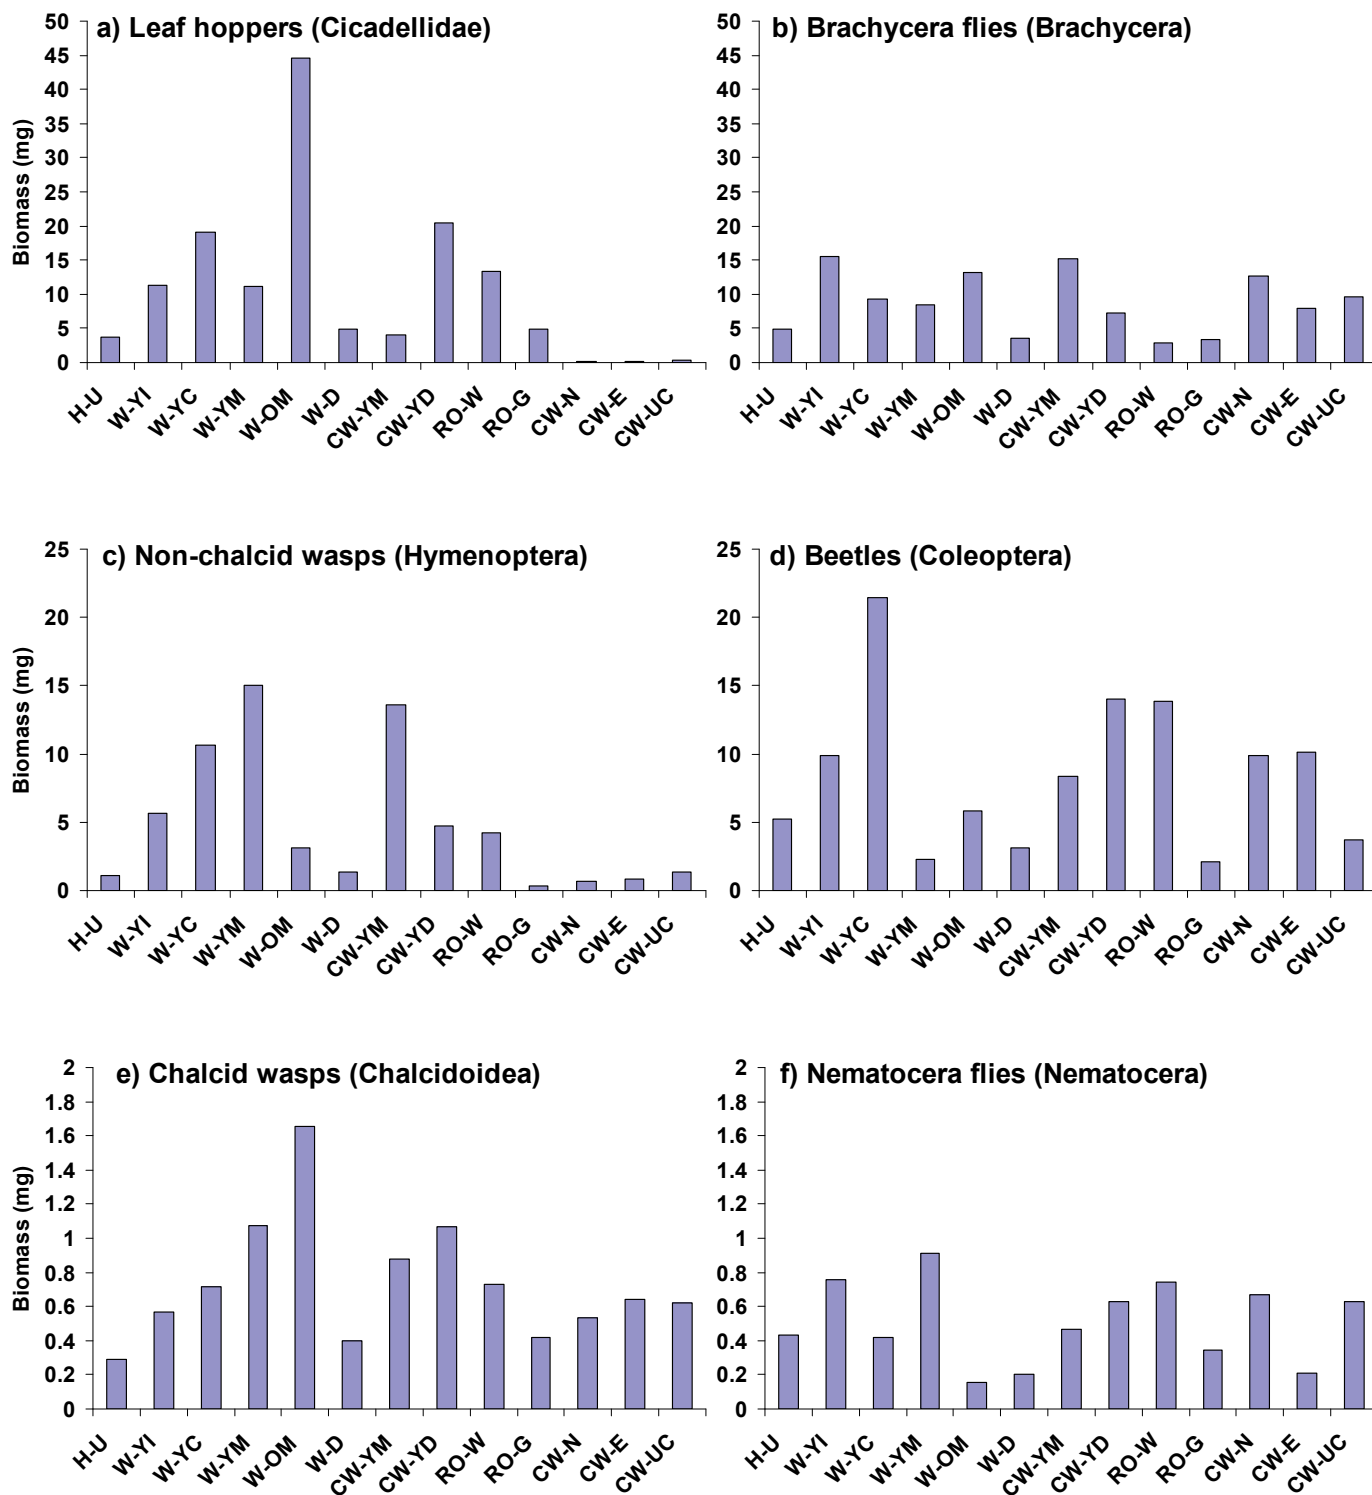 a) Leaf hoppers (Cicadellidae)
Biomass (mg)
50
45
40
35
30
25
20
15
10
5
0
H-U
W-YI
W-YC
W-YM
W-OM
W-D
CW-YM
CW-YD
RO-W
RO-G
CW-N
CW-E
CW-UC
b) Brachycera flies (Brachycera)
50
45
40
35
30
25
20
15
10
5
0
H-U
W-YI
W-YC
W-YM
W-OM
W-D
CW-YM
CW-YD
RO-W
RO-G
CW-N
CW-E
CW-UC
c) Non-chalcid wasps (Hymenoptera)
Biomass (mg)
25
20
15
10
5
0
H-U
W-YI
W-YC
W-YM
W-OM
W-D
CW-YM
CW-YD
RO-W
RO-G
CW-N
CW-E
CW-UC
d) Beetles (Coleoptera)
25
20
15
10
5
0
H-U
W-YI
W-YC
W-YM
W-OM
W-D
CW-YM
CW-YD
RO-W
RO-G
CW-N
CW-E
CW-UC
e) Chalcid wasps (Chalcidoidea)
Biomass (mg)
2
1.8
1.6
1.4
1.2
1
0.8
0.6
0.4
0.2
0
H-U
W-YI
W-YC
W-YM
W-OM
W-D
CW-YM
CW-YD
RO-W
RO-G
CW-N
CW-E
CW-UC
f) Nematocera flies (Nematocera)
2
1.8
1.6
1.4
1.2
1
0.8
0.6
0.4
0.2
0
H-U
W-YI
W-YC
W-YM
W-OM
W-D
CW-YM
CW-YD
RO-W
RO-G
CW-N
CW-E
CW-UC